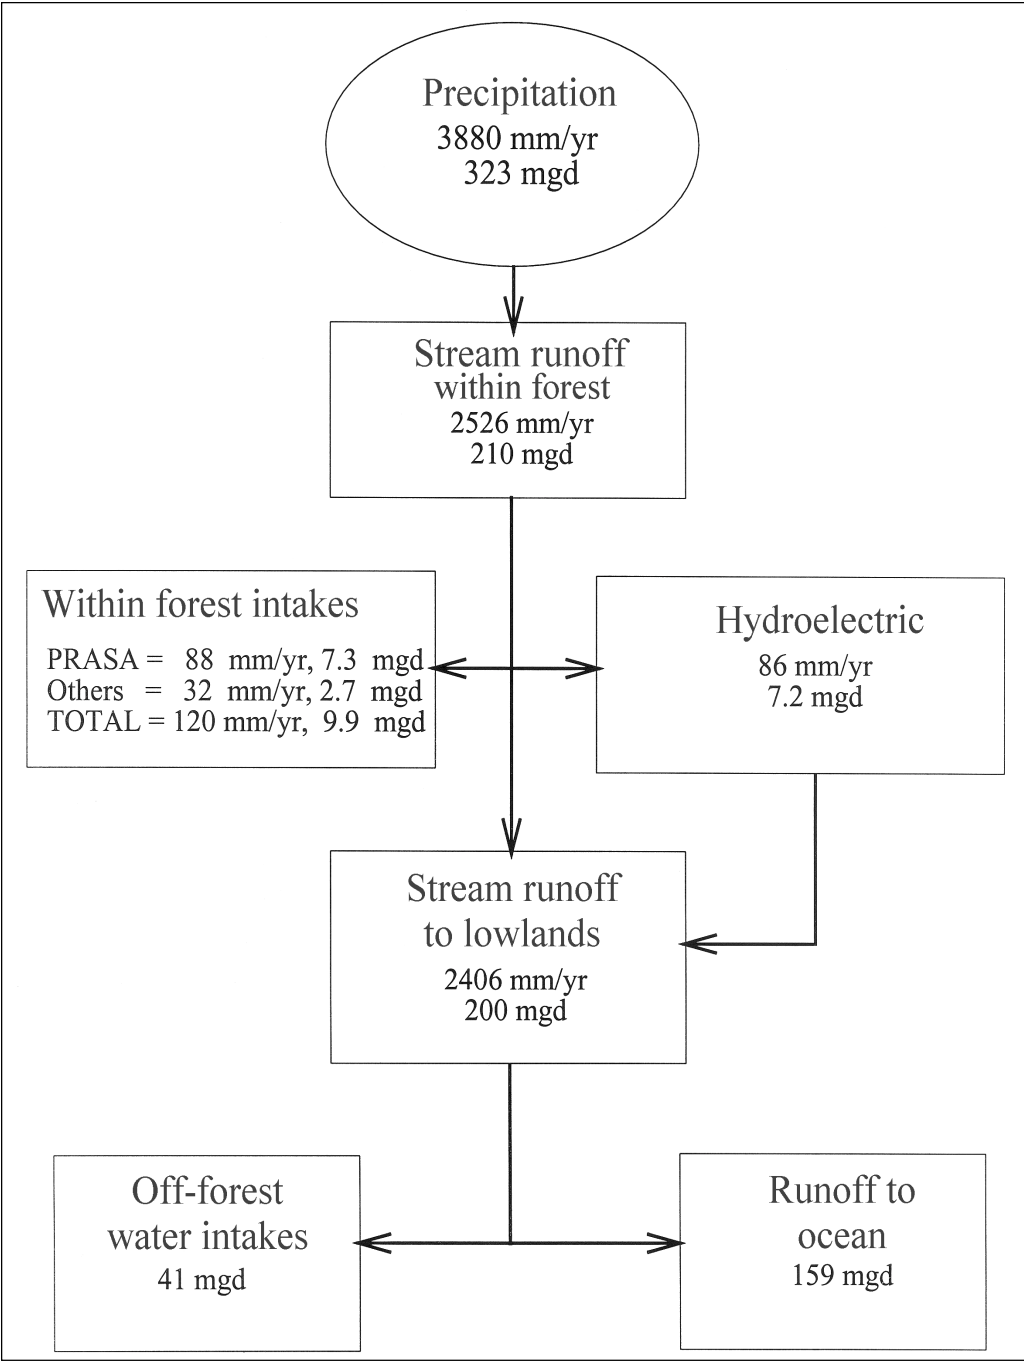 Precipitation
3880 mm/yr
323 mgd
Stream runoff
within forest
2526 mm/yr
210 mgd
Within forest intakes
PRASA = 88 mm/yr, 7.3 mgd
Others = 32 mm/yr, 2.7 mgd
TOTAL = 120 mm/yr, 9.9 mgd
Hydroelectric
86 mm/yr
7.2 mgd
Stream runoff
to lowlands
2406 mm/yr
200 mgd
Off-forest
water intakes
41 mgd
Runoff to
ocean
159 mgd